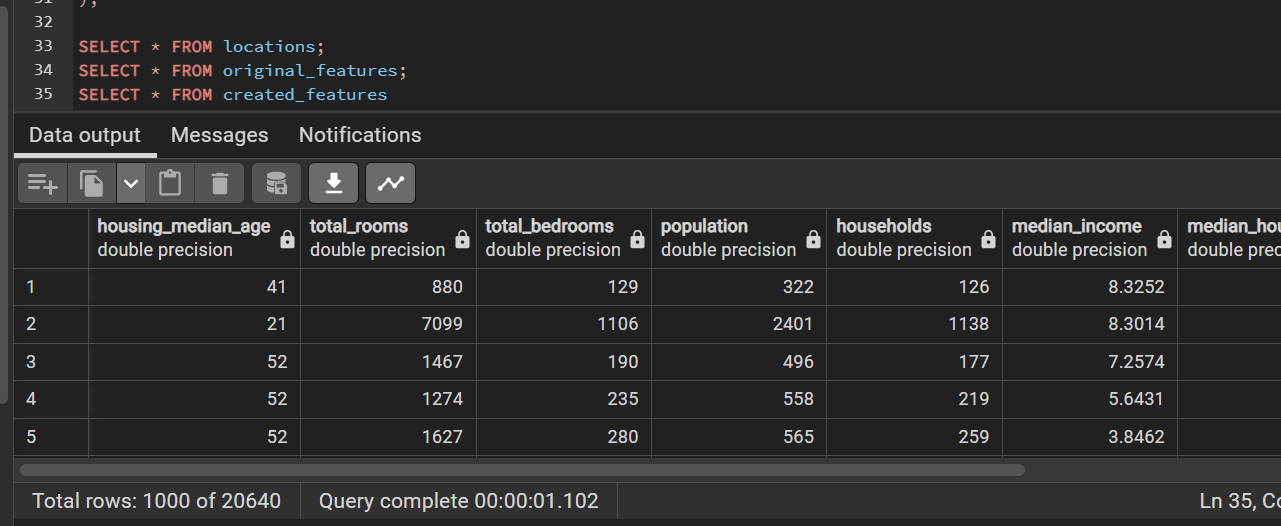 31 );
32
33 SELECT * FROM locations;
34 SELECT * FROM original_features;
35 SELECT * FROM created_features
Data output Messages Notifications
housing_median_age total_rooms total_bedrooms population households median_income median_hou
double precision double precision double precision double precision double precision double precision double prec
1 41 880 129 322 126 8.3252
2 21 7099 1106 2401 1138 8.3014
3 52 1467 190 496 177 7.2574
4 52 1274 235 558 219 5.6431
5 52 1627 280 565 259 3.8462
Total rows: 1000 of 20640 Query complete 00:00:01.102 Ln 35, Co